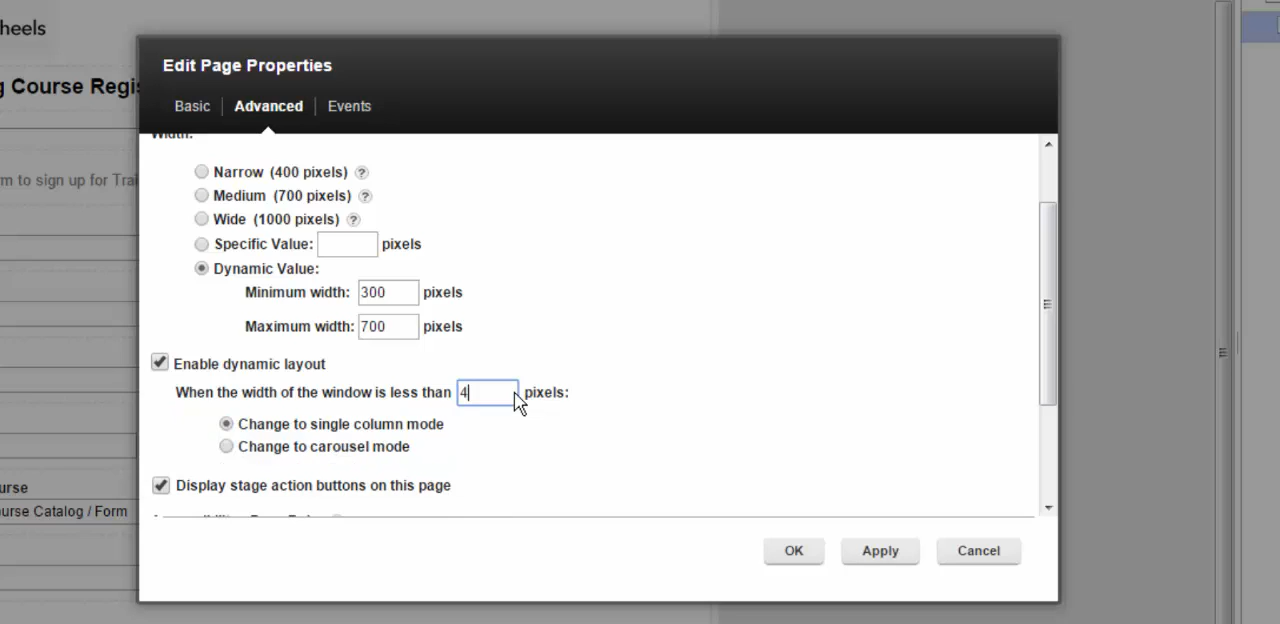 heels
Edit Page Properties
g Course Regis
Basic Advanced Events
Width:
Narrow (400 pixels) ?
m to sign up for Trai
Medium (700 pixels) ?
Wide (1000 pixels) ?
Specific Value: pixels
Dynamic Value:
Minimum width: 300 pixels
Maximum width: 700 pixels
Enable dynamic layout
When the width of the window is less than 4 pixels:
Change to single column mode
Change to carousel mode
Display stage action buttons on this page
urse
ourse Catalog / Form
OK Apply Cancel